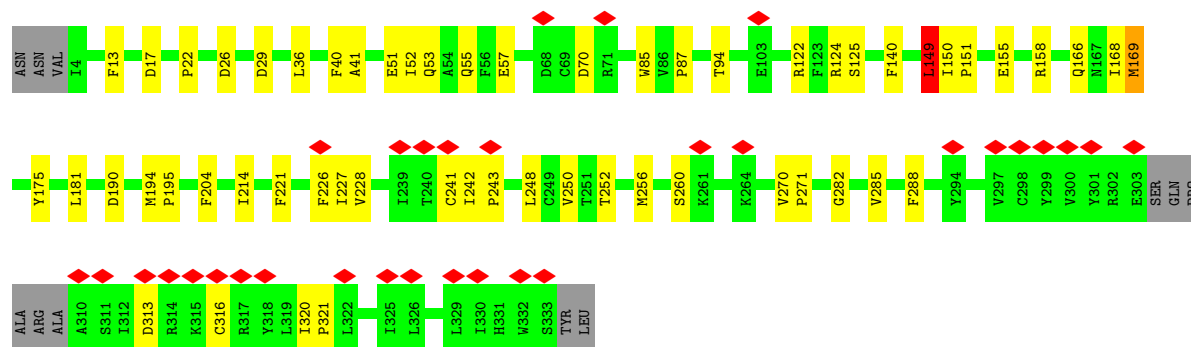 ASN ASN VAL I4 F13 D17 P22 D26 D29 L36 F40 A41 E51 I52 Q53 A54 Q55 F56 E57 D68 C69 D70 R71 W85 V86 P87 T94 E103 R122 F123 R124 S125 F140 L149 I150 P151 E155 R158 Q166 N167 I168 M169
Y175 L181 D190 M194 P195 F204 I214 F221 F226 I227 V228 I239 T240 C241 I242 P243 L248 C249 V250 T251 T252 M256 S260 K261 K264 V270 P271 G282 V285 F288 Y294 V297 C298 Y299 V300 Y301 R302 E303 SER GLN
ALA ARG ALA A310 S311 I312 D313 R314 K315 C316 R317 Y318 L319 I320 P321 L322 I325 L326 L329 I330 H331 W332 S333 TYR LEU